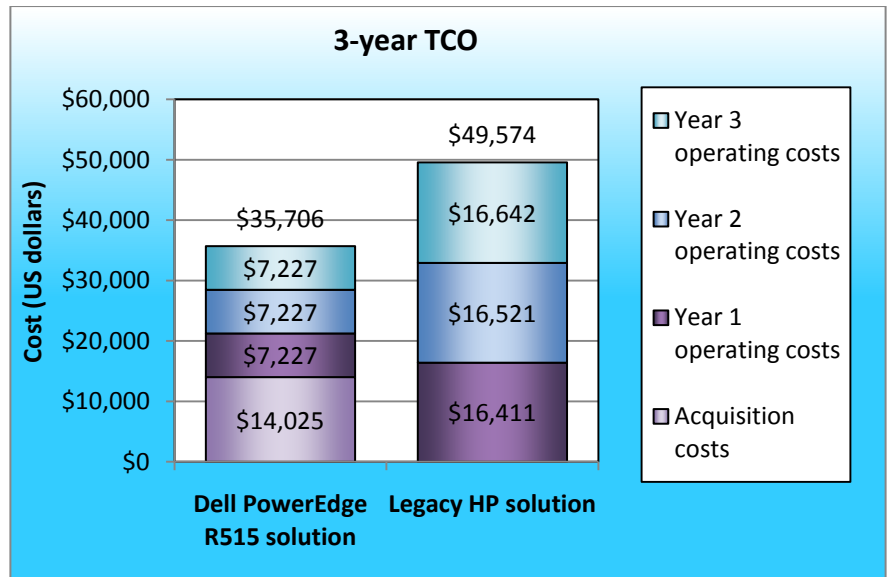 3-year TCO
Cost (US dollars)
$60,000
$50,000
$40,000
$30,000
$20,000
$10,000
$0
$35,706
$7,227
$7,227
$7,227
$14,025
$49,574
$16,642
$16,521
$16,411
Dell PowerEdge
R515 solution
Legacy HP solution
Year 3
operating costs
Year 2
operating costs
Year 1
operating costs
Acquisition
costs